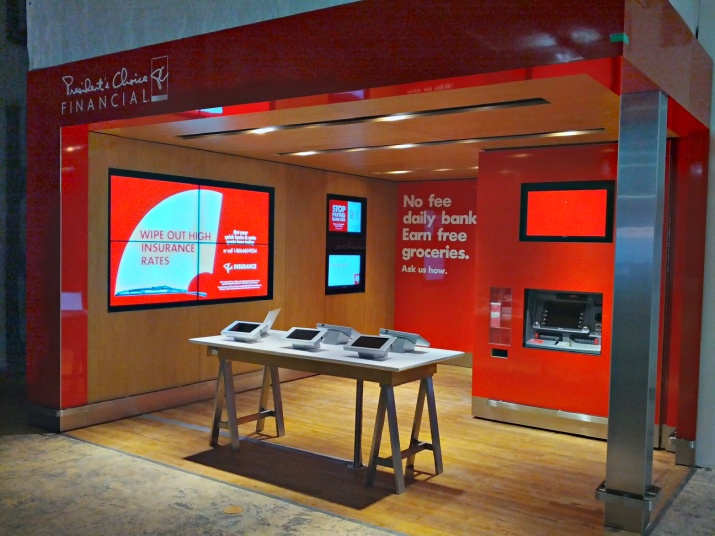 President's Choice
FINANCIAL
WIPE OUT HIGH
INSURANCE
RATES
INSURANCE
STOP
PAYING
No fee
daily bank
Earn free
groceries.
Ask us how.